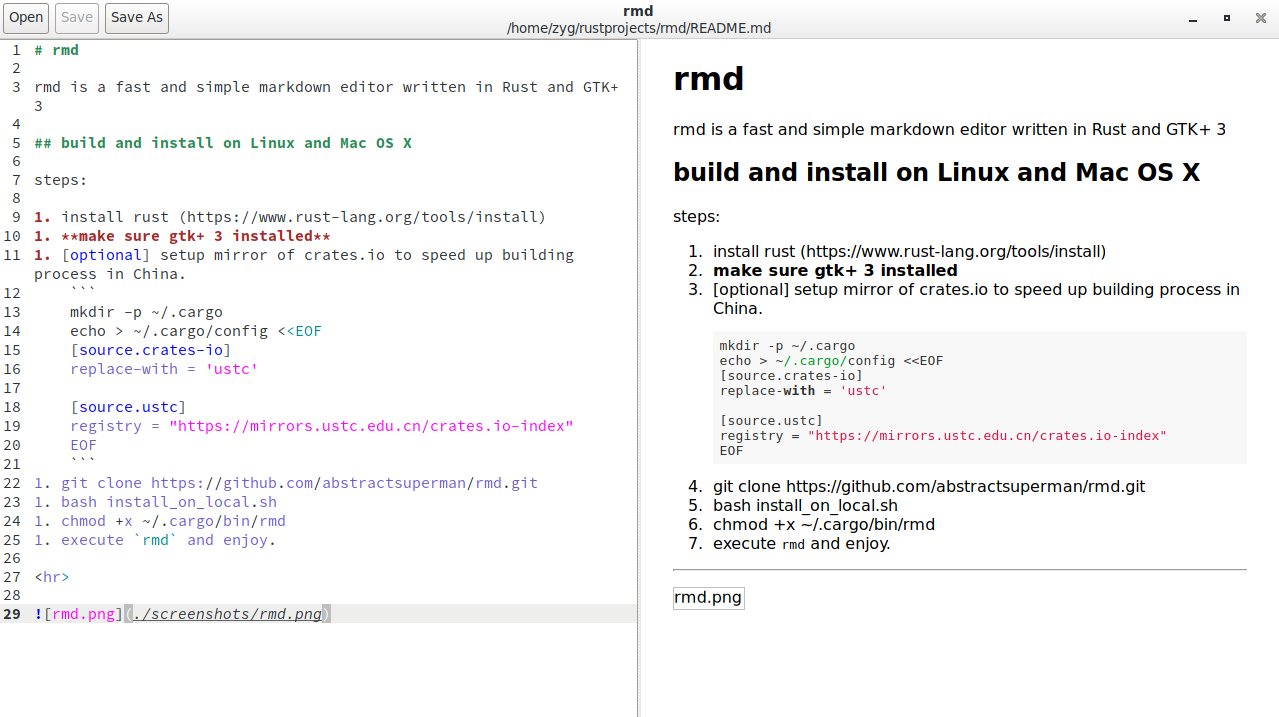 Open Save Save As
rmd
/home/zyg/rustprojects/rmd/README.md
1 # rmd
2
3 rmd is a fast and simple markdown editor written in Rust and GTK+
3
4
5 ## build and install on Linux and Mac OS X
6
7 steps:
8
9 1. install rust (https://www.rust-lang.org/tools/install)
10 1. **make sure gtk+ 3 installed**
11 1. [optional] setup mirror of crates.io to speed up building
process in China.
12 ```
13 mkdir -p ~/.cargo
14 echo > ~/.cargo/config <<EOF
15 [source.crates-io]
16 replace-with = 'ustc'
17
18 [source.ustc]
19 registry = "https://mirrors.ustc.edu.cn/crates.io-index"
20 EOF
21 ```
22 1. git clone https://github.com/abstractsuperman/rmd.git
23 1. bash install_on_local.sh
24 1. chmod +x ~/.cargo/bin/rmd
25 1. execute `rmd` and enjoy.
26
27 <hr>
28
29 ![rmd.png](./screenshots/rmd.png)
rmd
rmd is a fast and simple markdown editor written in Rust and GTK+ 3
build and install on Linux and Mac OS X
steps:
1. install rust (https://www.rust-lang.org/tools/install)
2. make sure gtk+ 3 installed
3. [optional] setup mirror of crates.io to speed up building process in
China.
mkdir -p ~/.cargo
echo > ~/.cargo/config <<EOF
[source.crates-io]
replace-with = 'ustc'
[source.ustc]
registry = "https://mirrors.ustc.edu.cn/crates.io-index"
EOF
4. git clone https://github.com/abstractsuperman/rmd.git
5. bash install_on_local.sh
6. chmod +x ~/.cargo/bin/rmd
7. execute rmd and enjoy.
rmd.png